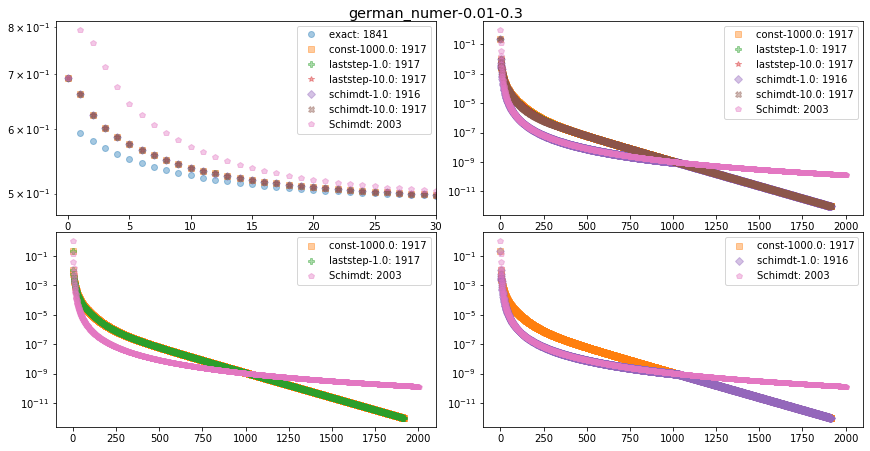 german_numer-0.01-0.3
8 × 10⁻¹
7 × 10⁻¹
6 × 10⁻¹
5 × 10⁻¹
0 5 10 15 20 25 30
exact: 1841
const-1000.0: 1917
laststep-1.0: 1917
laststep-10.0: 1917
schimdt-1.0: 1916
schimdt-10.0: 1917
Schimdt: 2003
10⁻¹
10⁻³
10⁻⁵
10⁻⁷
10⁻⁹
10⁻¹¹
0 250 500 750 1000 1250 1500 1750 2000
const-1000.0: 1917
laststep-1.0: 1917
laststep-10.0: 1917
schimdt-1.0: 1916
schimdt-10.0: 1917
Schimdt: 2003
10⁻¹
10⁻³
10⁻⁵
10⁻⁷
10⁻⁹
10⁻¹¹
0 250 500 750 1000 1250 1500 1750 2000
const-1000.0: 1917
laststep-1.0: 1917
Schimdt: 2003
10⁻¹
10⁻³
10⁻⁵
10⁻⁷
10⁻⁹
10⁻¹¹
0 250 500 750 1000 1250 1500 1750 2000
const-1000.0: 1917
schimdt-1.0: 1916
Schimdt: 2003